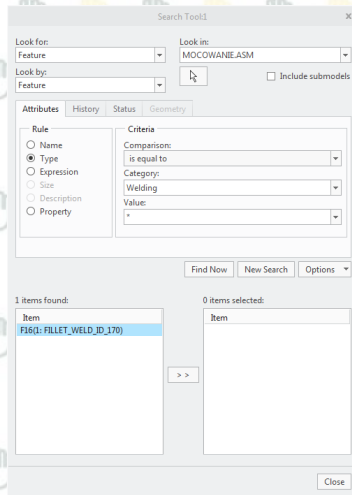 Search Tool:1
Look for:
Feature
Look in:
MOCOWANIE.ASM
Look by:
Feature
Include submodels
Attributes History Status Geometry
Rule
Name
Type
Expression
Size
Description
Property
Criteria
Comparison:
is equal to
Category:
Welding
Value:
*
Find Now New Search Options
1 items found:
Item
F16(1: FILLET_WELD_ID_170)
> >
0 items selected:
Item
Close